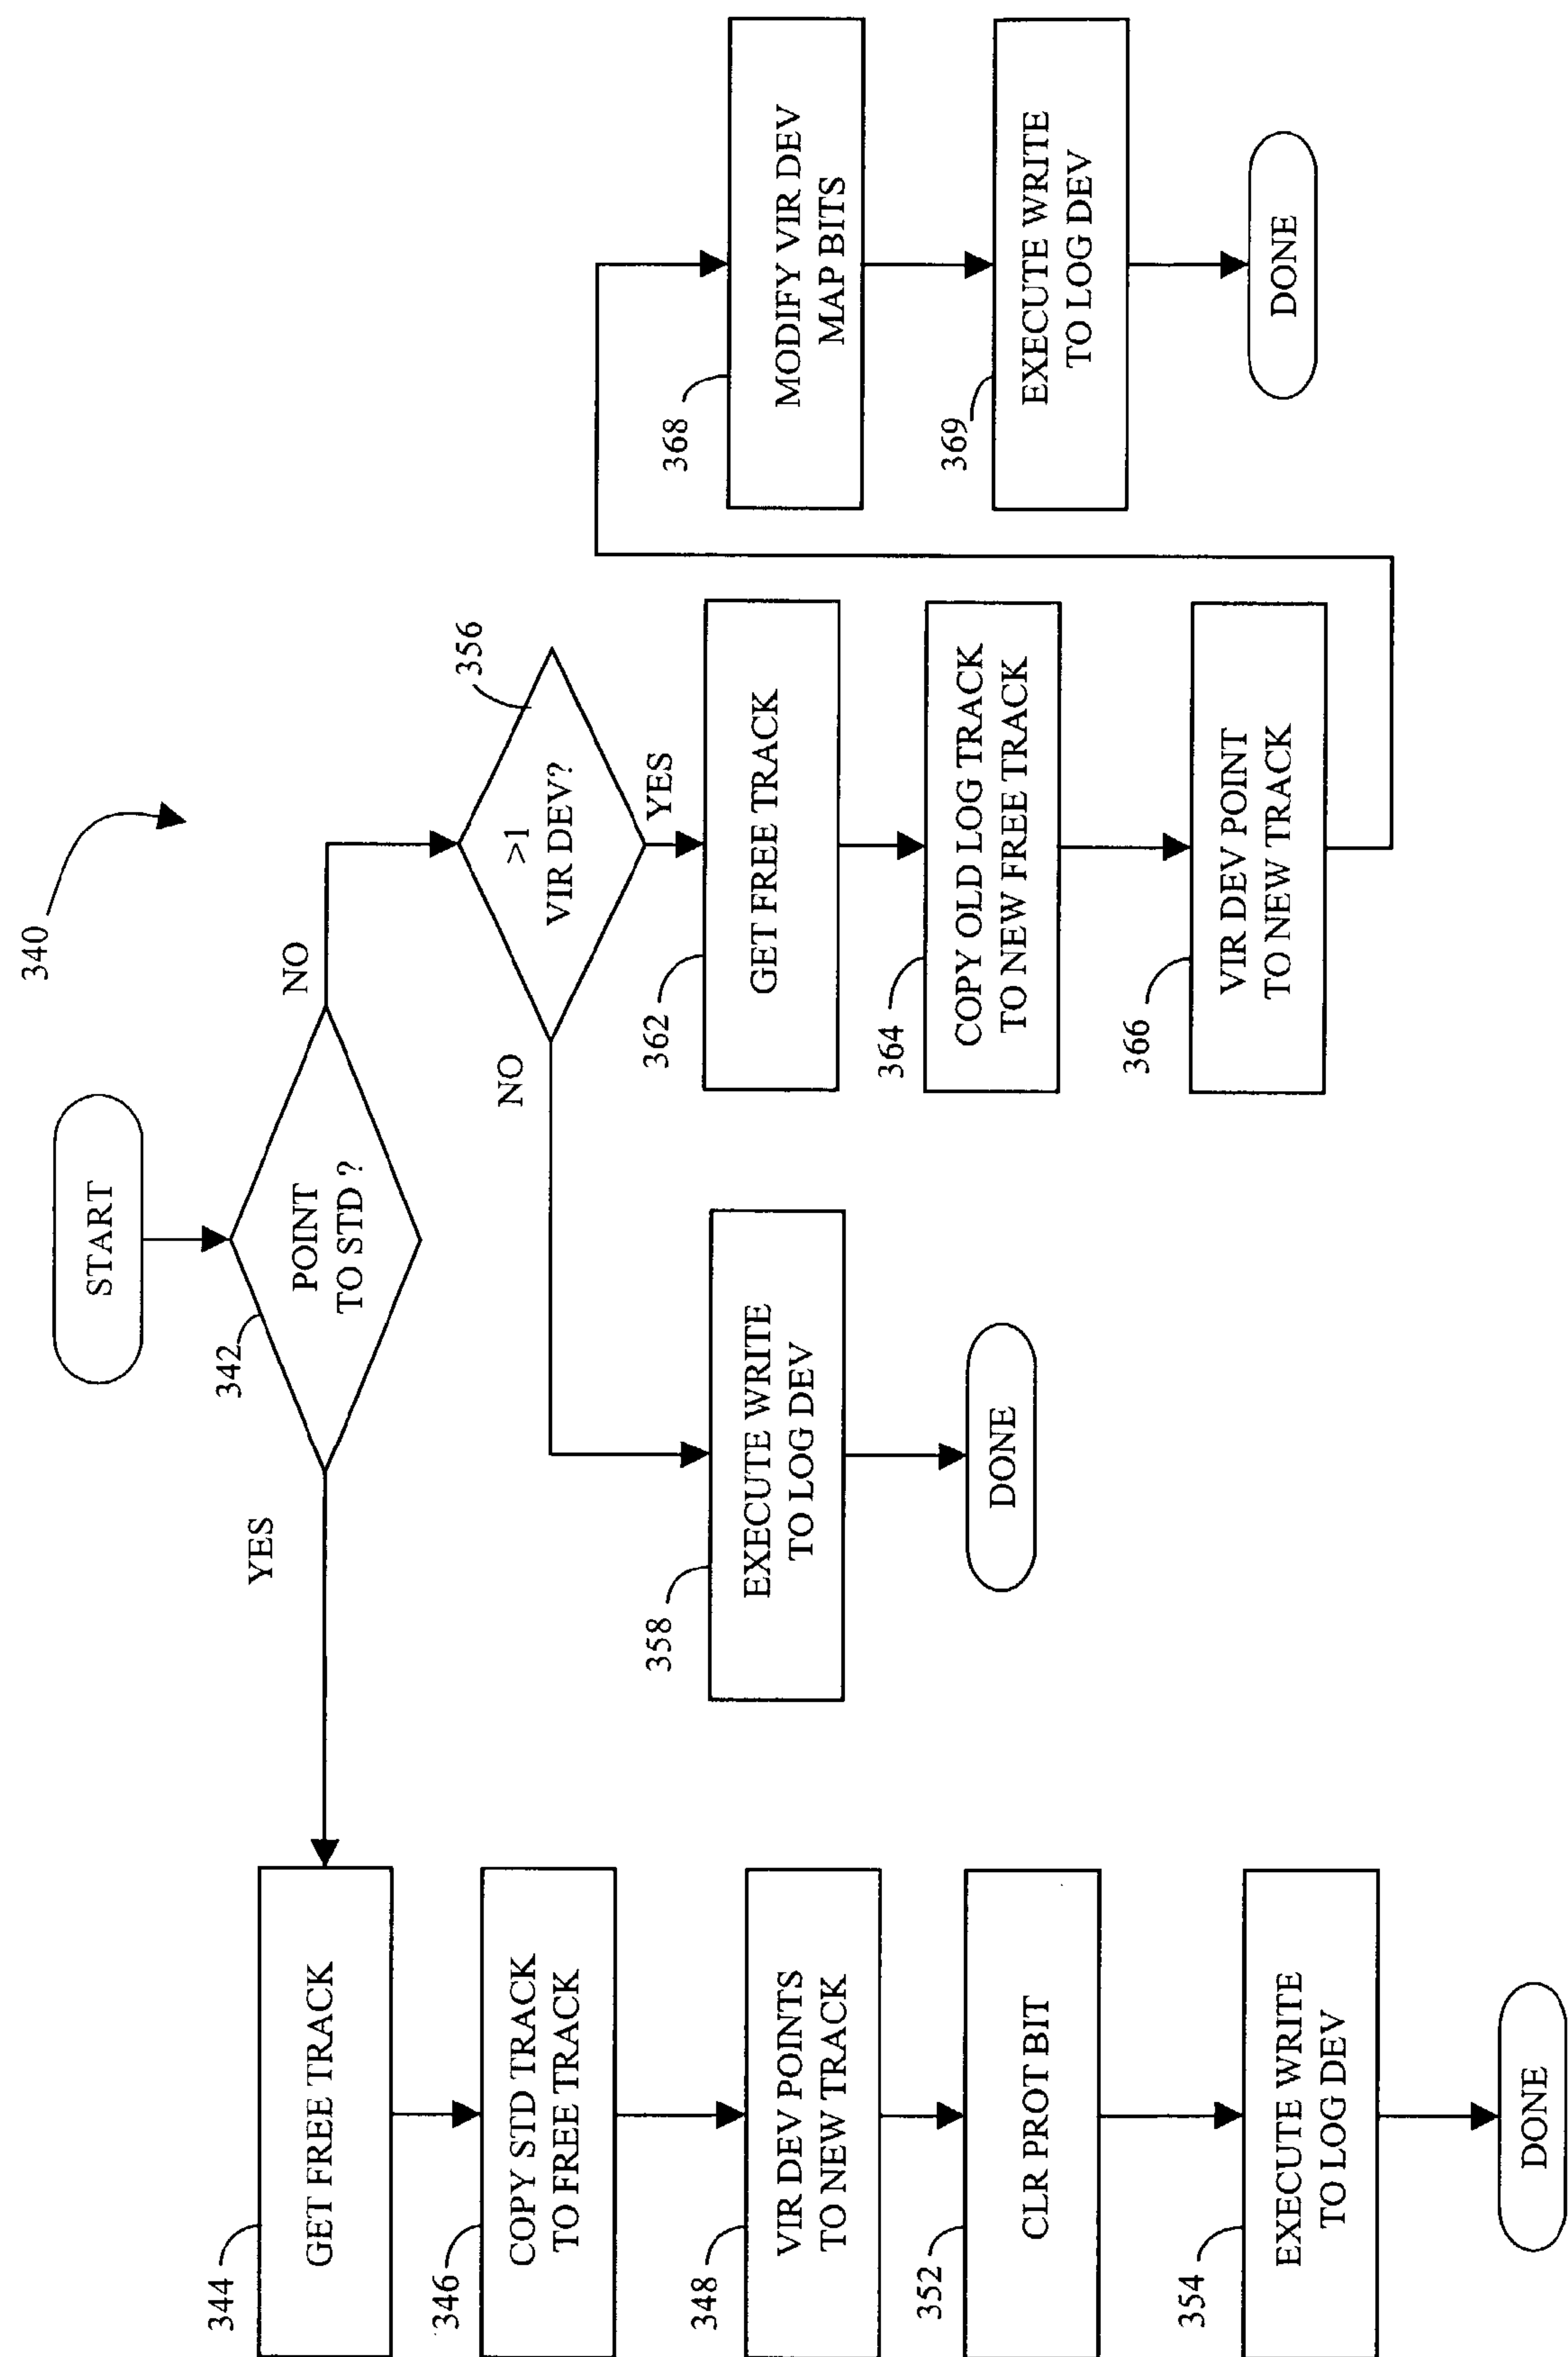 340
START
342
POINT
TO STD ?
YES
NO
344
GET FREE TRACK
346
COPY STD TRACK
TO FREE TRACK
348
VIR DEV POINTS
TO NEW TRACK
352
CLR PROT BIT
354
EXECUTE WRITE
TO LOG DEV
DONE
356
>1
VIR DEV?
NO
YES
358
EXECUTE WRITE
TO LOG DEV
DONE
362
GET FREE TRACK
364
COPY OLD LOG TRACK
TO NEW FREE TRACK
366
VIR DEV POINT
TO NEW TRACK
368
MODIFY VIR DEV
MAP BITS
369
EXECUTE WRITE
TO LOG DEV
DONE